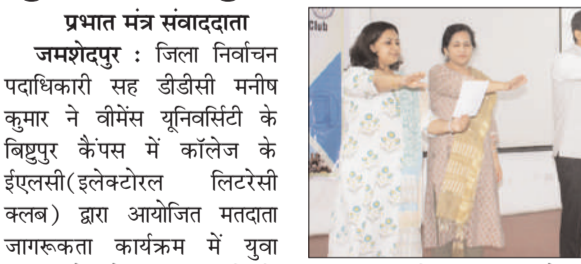 प्रभात मंत्र संवाददाता
जमशेदपुर : जिला निर्वाचन
पदाधिकारी सह डीडीसी मनीष
कुमार ने वीमेंस यूनिवर्सिटी के
बिष्टुपुर कैंपस में कॉलेज के
ईएलसी(इलेक्टोरल लिटरेसी
क्लब) द्वारा आयोजित मतदाता
जागरूकता कार्यक्रम में युवा
Club